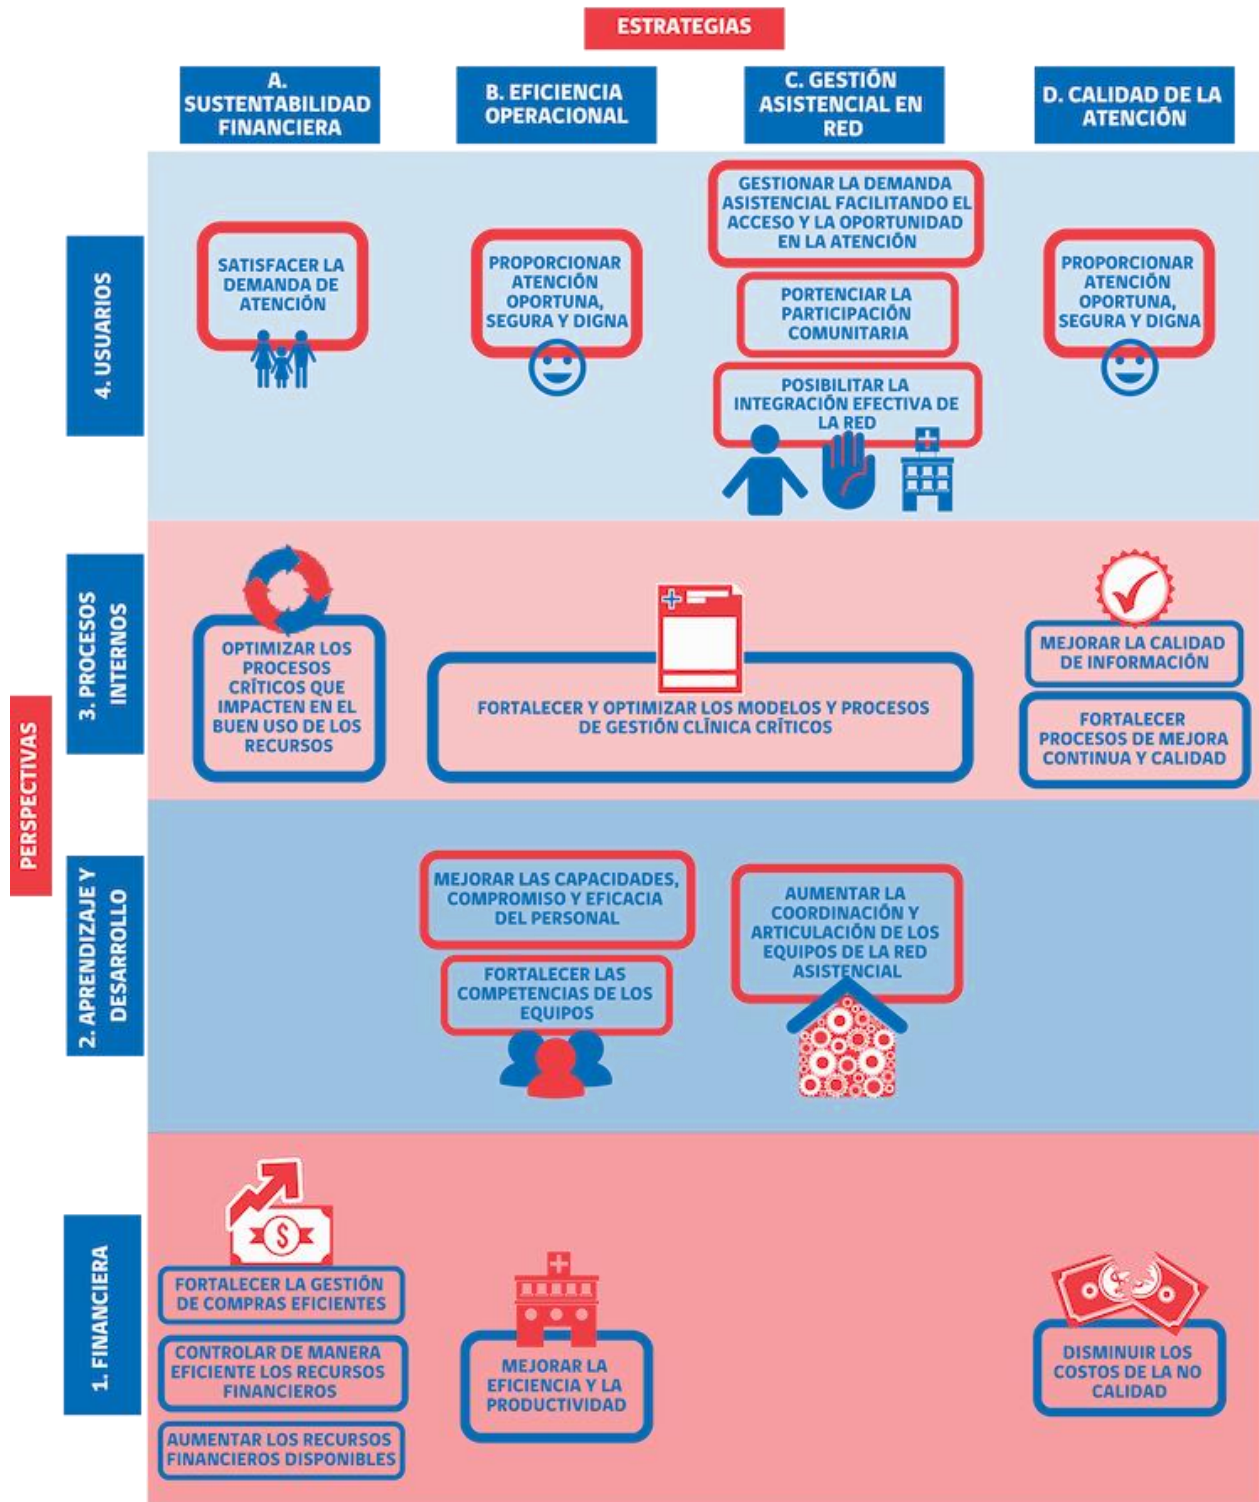 ESTRATEGIAS
A.
SUSTENTABILIDAD
FINANCIERA
B. EFICIENCIA
OPERACIONAL
C. GESTIÓN
ASISTENCIAL EN
RED
D. CALIDAD DE LA
ATENCIÓN
PERSPECTIVAS
4. USUARIOS
SATISFACER LA
DEMANDA DE
ATENCIÓN
PROPORCIONAR
ATENCIÓN
OPORTUNA,
SEGURA Y DIGNA
GESTIONAR LA DEMANDA
ASISTENCIAL FACILITANDO EL
ACCESO Y LA OPORTUNIDAD
EN LA ATENCIÓN
PORTENCIAR LA
PARTICIPACIÓN
COMUNITARIA
POSIBILITAR LA
INTEGRACIÓN EFECTIVA DE
LA RED
PROPORCIONAR
ATENCIÓN
OPORTUNA,
SEGURA Y DIGNA
3. PROCESOS
INTERNOS
OPTIMIZAR LOS
PROCESOS
CRÍTICOS QUE
IMPACTEN EN EL
BUEN USO DE LOS
RECURSOS
FORTALECER Y OPTIMIZAR LOS MODELOS Y PROCESOS
DE GESTIÓN CLÍNICA CRÍTICOS
MEJORAR LA CALIDAD
DE INFORMACIÓN
FORTALECER
PROCESOS DE MEJORA
CONTINUA Y CALIDAD
2. APRENDIZAJE Y
DESARROLLO
MEJORAR LAS CAPACIDADES,
COMPROMISO Y EFICACIA
DEL PERSONAL
FORTALECER LAS
COMPETENCIAS DE LOS
EQUIPOS
AUMENTAR LA
COORDINACIÓN Y
ARTICULACIÓN DE LOS
EQUIPOS DE LA RED
ASISTENCIAL
1. FINANCIERA
$
FORTALECER LA GESTIÓN
DE COMPRAS EFICIENTES
CONTROLAR DE MANERA
EFICIENTE LOS RECURSOS
FINANCIEROS
AUMENTAR LOS RECURSOS
FINANCIEROS DISPONIBLES
MEJORAR LA
EFICIENCIA Y LA
PRODUCTIVIDAD
DISMINUIR LOS
COSTOS DE LA NO
CALIDAD